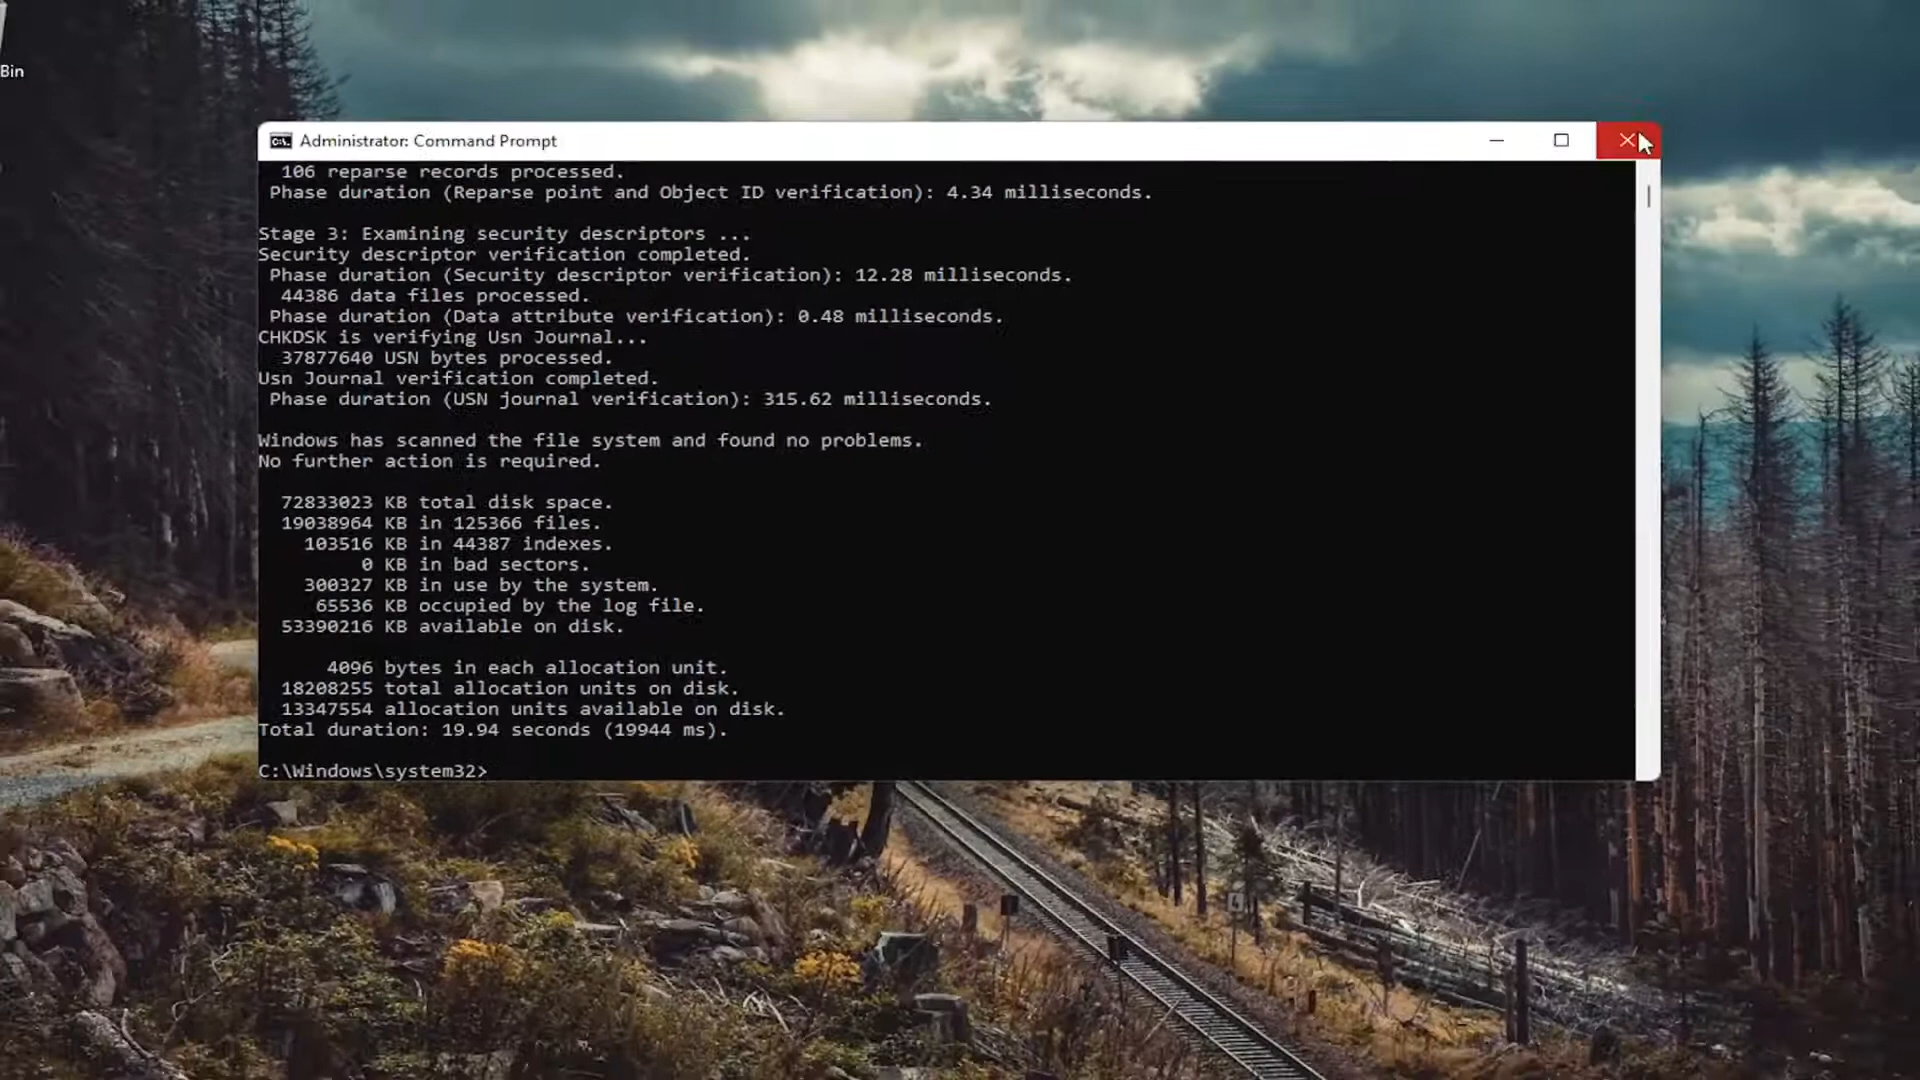 Bin
Administrator: Command Prompt
106 reparse records processed.
Phase duration (Reparse point and Object ID verification): 4.34 milliseconds.
Stage 3: Examining security descriptors ...
Security descriptor verification completed.
Phase duration (Security descriptor verification): 12.28 milliseconds.
44386 data files processed.
Phase duration (Data attribute verification): 0.48 milliseconds.
CHKDSK is verifying Usn Journal...
37877640 USN bytes processed.
Usn Journal verification completed.
Phase duration (USN journal verification): 315.62 milliseconds.
Windows has scanned the file system and found no problems.
No further action is required.
72833023 KB total disk space.
19038964 KB in 125366 files.
103516 KB in 44387 indexes.
0 KB in bad sectors.
300327 KB in use by the system.
65536 KB occupied by the log file.
53390216 KB available on disk.
4096 bytes in each allocation unit.
18208255 total allocation units on disk.
13347554 allocation units available on disk.
Total duration: 19.94 seconds (19944 ms).
C:\Windows\system32>